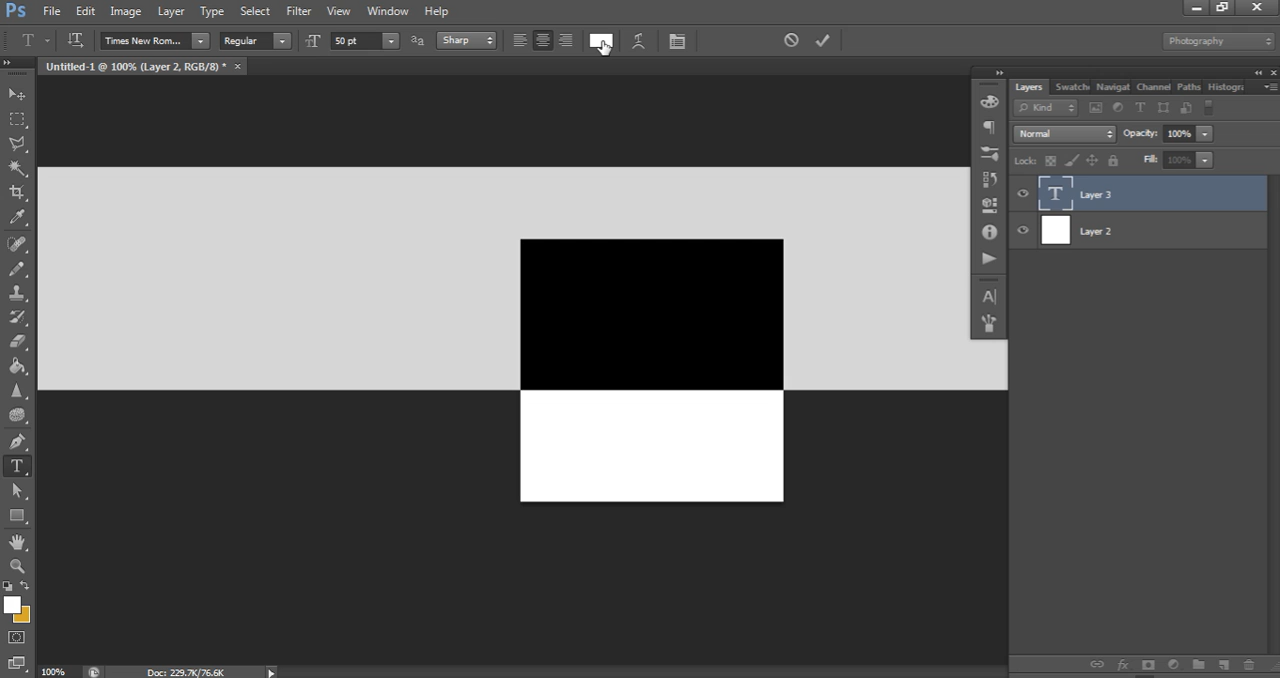 Ps File Edit Image Layer Type Select Filter View Window Help
T Times New Rom... Regular 50 pt aa Sharp Photography
Untitled-1 @ 100% (Layer 2, RGB/8) *
Layers Swatch Navigat Channel Paths Histogra
Kind
Normal Opacity: 100%
Lock: Fill: 100%
T Layer 3
Layer 2
100% Doc: 229.7K/76.6K